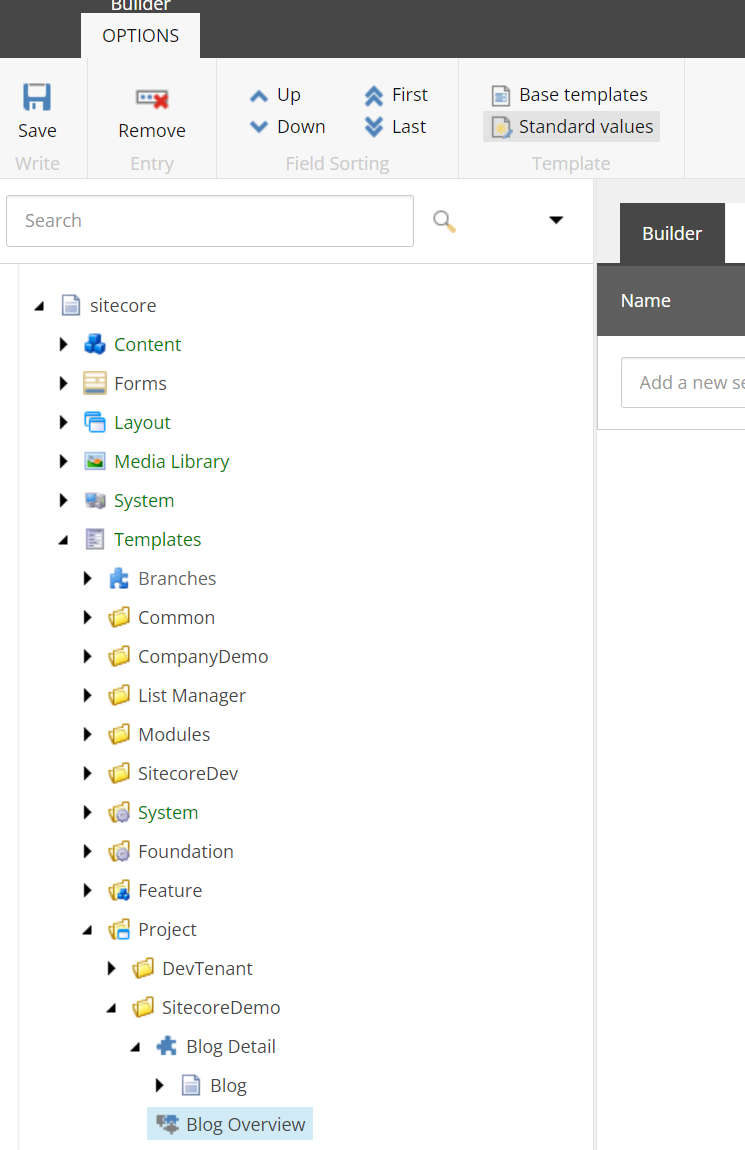 Builder
OPTIONS
Up
First
Base templates
Save
Remove
Down
Last
Standard values
Write
Entry
Field Sorting
Template
Search
Builder
Name
Add a new se
sitecore
Content
Forms
Layout
Media Library
System
Templates
Branches
Common
CompanyDemo
List Manager
Modules
SitecoreDev
System
Foundation
Feature
Project
DevTenant
SitecoreDemo
Blog Detail
Blog
Blog Overview